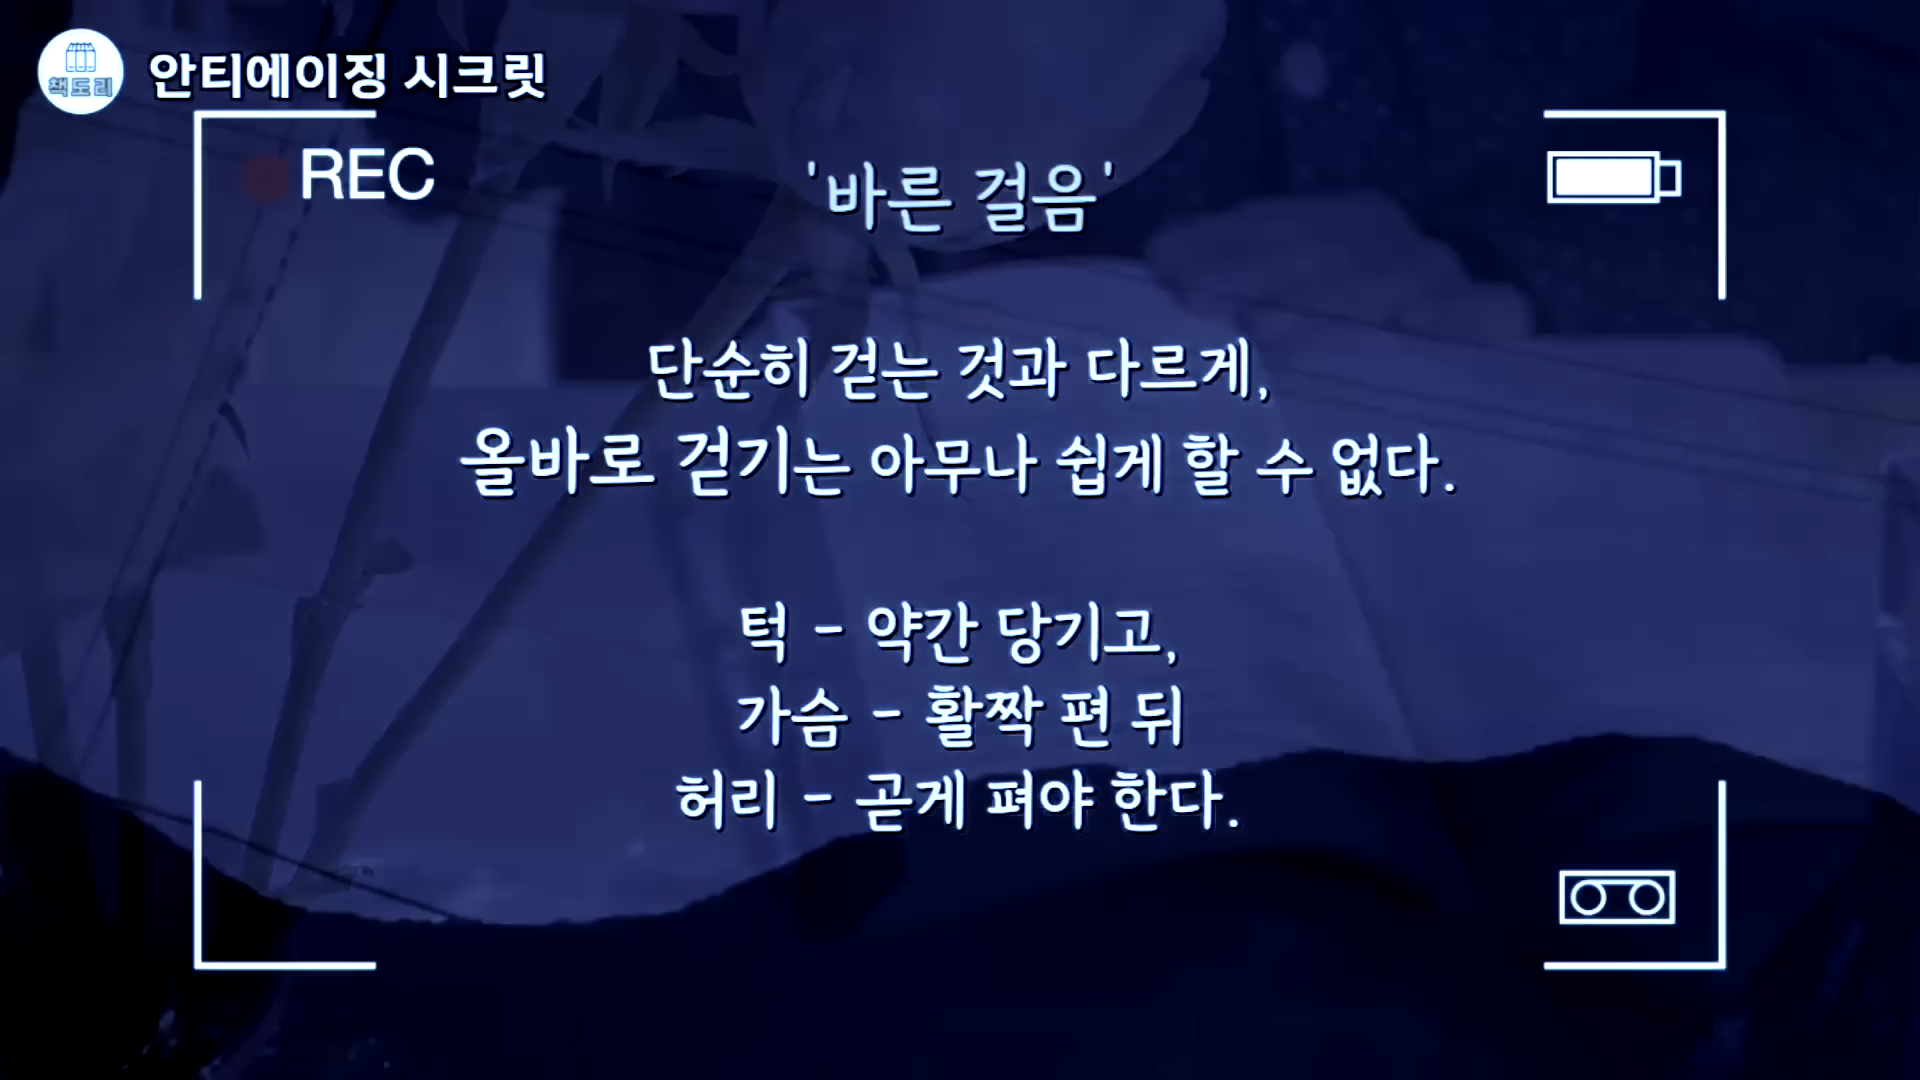 책도리
안티에이징 시크릿
REC
'바른 걸음'
단순히 걷는 것과 다르게,
올바로 걷기는 아무나 쉽게 할 수 없다.
턱 - 약간 당기고,
가슴 - 활짝 편 뒤
허리 - 곧게 펴야 한다.